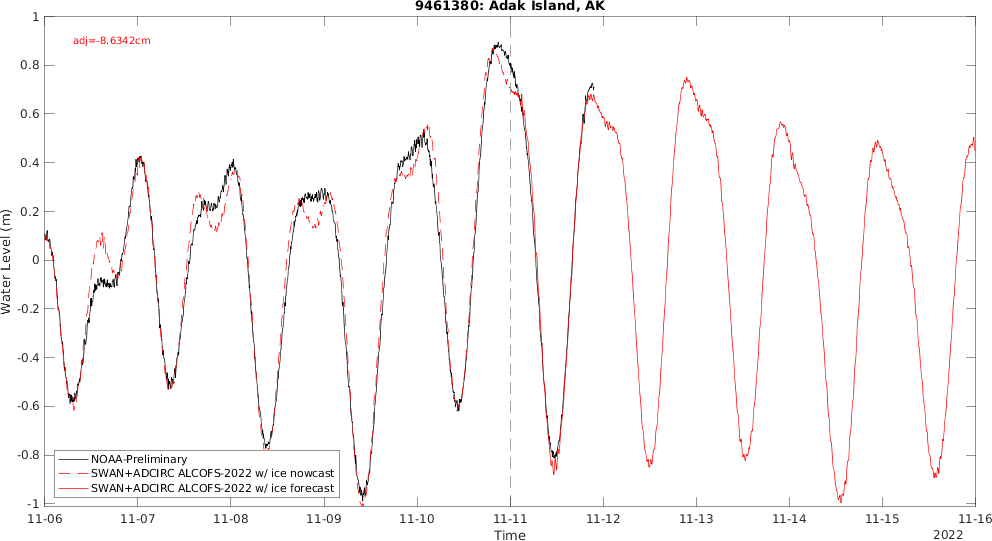 9461380: Adak Island, AK
adj=-8.6342cm
1
0.8
0.6
0.4
0.2
0
-0.2
-0.4
-0.6
-0.8
-1
Water Level (m)
NOAA-Preliminary
SWAN+ADCIRC ALCOFS-2022 w/ ice nowcast
SWAN+ADCIRC ALCOFS-2022 w/ ice forecast
11-06 11-07 11-08 11-09 11-10 11-11 11-12 11-13 11-14 11-15 11-16
Time
2022